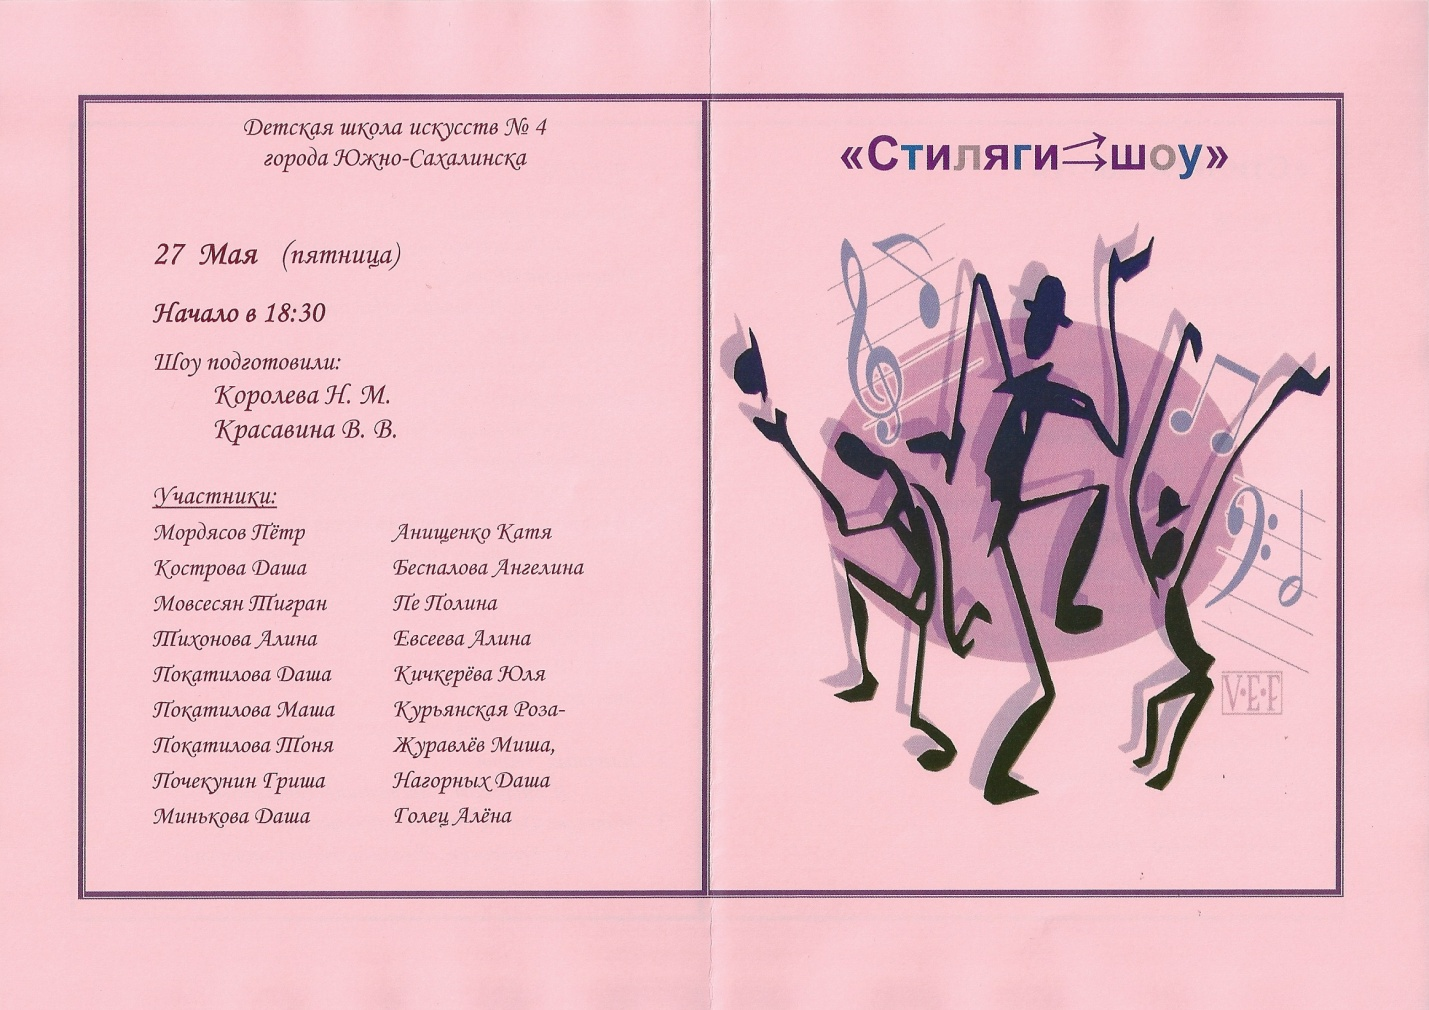 Детская школа искусств № 4
города Южно-Сахалинска
27 Мая (пятница)
Начало в 18:30
Шоу подготовили:
Королева Н. М.
Красавина В. В.
Участники:
Мордясов Пётр
Кострова Даша
Мовсесян Тигран
Тихонова Алина
Покатилова Даша
Покатилова Маша
Покатилова Тоня
Почекунин Гриша
Минькова Даша
Анищенко Катя
Беспалова Ангелина
Пе Полина
Евсеева Алина
Кичкерёва Юля
Курьянская Роза-
Журавлёв Миша,
Нагорных Даша
Голец Алёна
«Стиляги шоу»
V·E·F